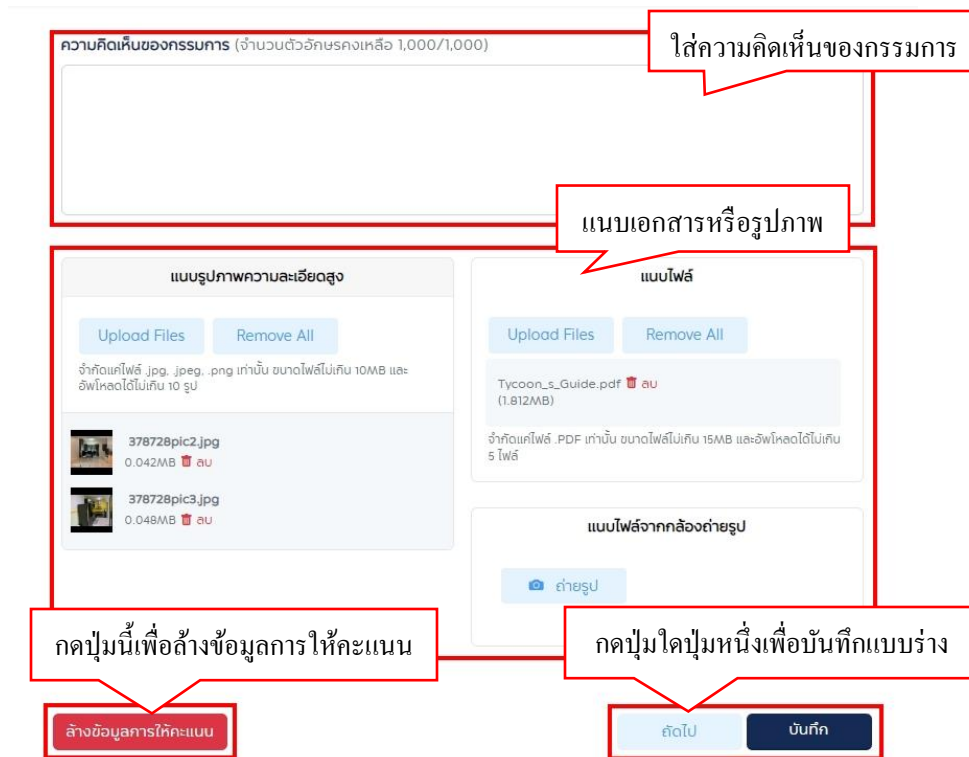 ความคิดเห็นของกรรมการ (จำนวนตัวอักษรคงเหลือ 1,000/1,000)
ใส่ความคิดเห็นของกรรมการ
แนบเอกสารหรือรูปภาพ
แนบรูปภาพความละเอียดสูง
Upload Files Remove All
จำกัดแค่ไฟล์ .jpg, .jpeg, .png เท่านั้น ขนาดไฟล์ไม่เกิน 10MB และ
อัพโหลดได้ไม่เกิน 10 รูป
378728pic2.jpg
0.042MB ลบ
378728pic3.jpg
0.048MB ลบ
แนบไฟล์
Upload Files Remove All
Tycoon_s_Guide.pdf ลบ
(1.812MB)
จำกัดแค่ไฟล์ .PDF เท่านั้น ขนาดไฟล์ไม่เกิน 15MB และอัพโหลดได้ไม่เกิน
5 ไฟล์
แนบไฟล์จากกล้องถ่ายรูป
ถ่ายรูป
กดปุ่มนี้เพื่อล้างข้อมูลการให้คะแนน
กดปุ่มใดปุ่มหนึ่งเพื่อบันทึกแบบร่าง
ล้างข้อมูลการให้คะแนน
ถัดไป บันทึก